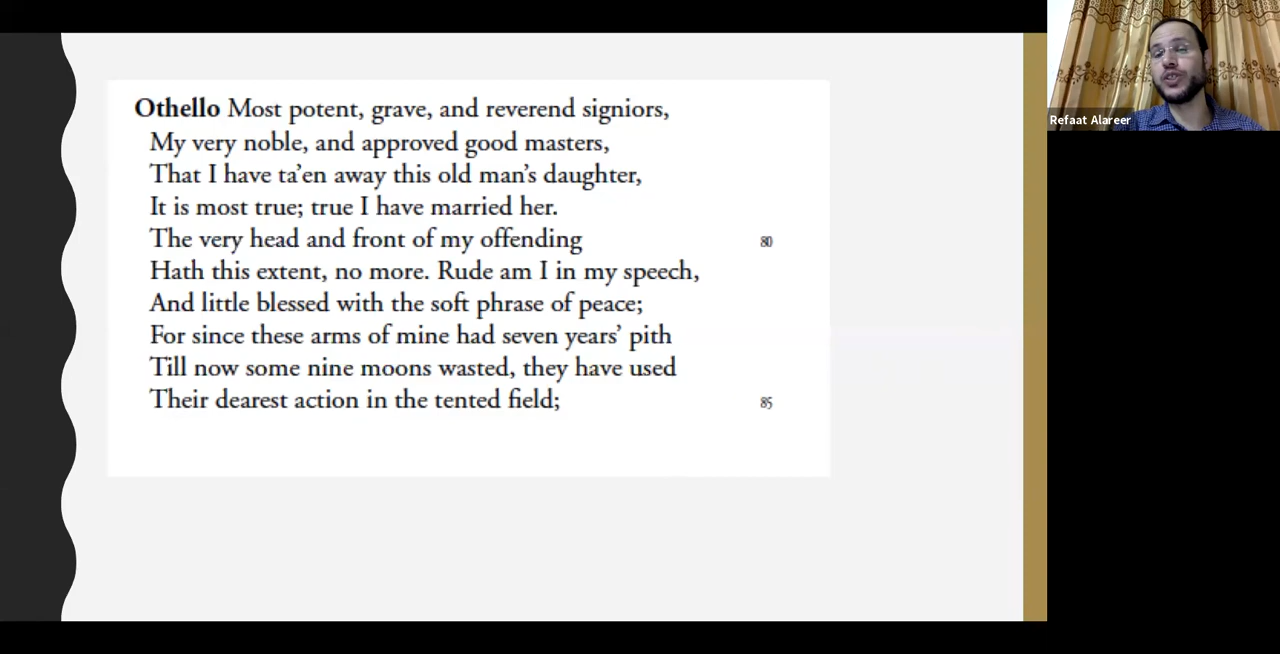 Othello Most potent, grave, and reverend signiors,
My very noble, and approved good masters,
That I have ta’en away this old man’s daughter,
It is most true; true I have married her.
The very head and front of my offending 80
Hath this extent, no more. Rude am I in my speech,
And little blessed with the soft phrase of peace;
For since these arms of mine had seven years’ pith
Till now some nine moons wasted, they have used
Their dearest action in the tented field; 85
Refaat Alareer